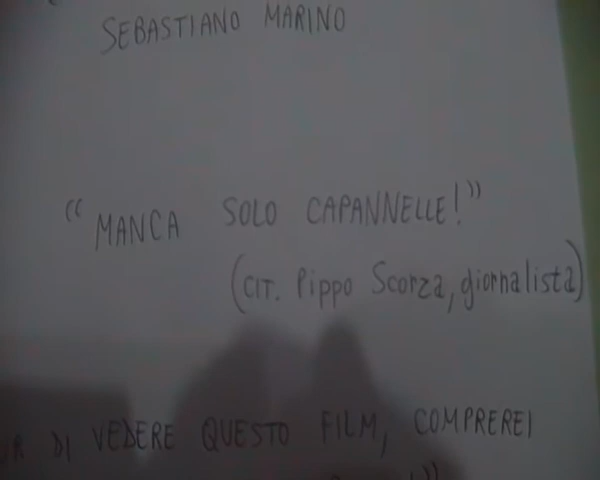 SEBASTIANO MARINO
"MANCA SOLO CAPANNELLE!"
(CIT. Pippo Scorza, giornalista)
DI VEDERE QUESTO FILM, COMPREREI